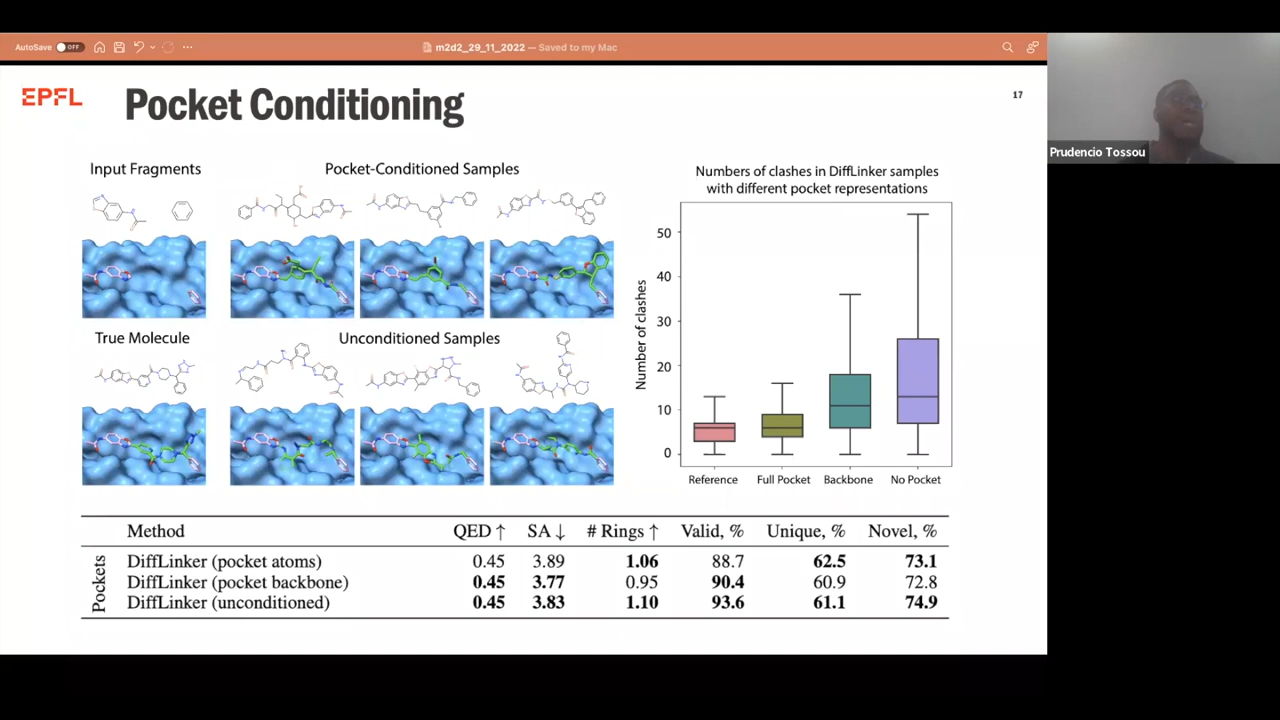 AutoSave OFF
m2d2_29_11_2022 — Saved to my Mac
EPFL
Pocket Conditioning
17
Prudencio Tossou
Input Fragments
Pocket-Conditioned Samples
True Molecule
Unconditioned Samples
Numbers of clashes in DiffLinker samples
with different pocket representations
Number of clashes
50
40
30
20
10
0
Reference Full Pocket Backbone No Pocket
Pockets
Method QED ↑ SA ↓ # Rings ↑ Valid, % Unique, % Novel, %
DiffLinker (pocket atoms) 0.45 3.89 1.06 88.7 62.5 73.1
DiffLinker (pocket backbone) 0.45 3.77 0.95 90.4 60.9 72.8
DiffLinker (unconditioned) 0.45 3.83 1.10 93.6 61.1 74.9